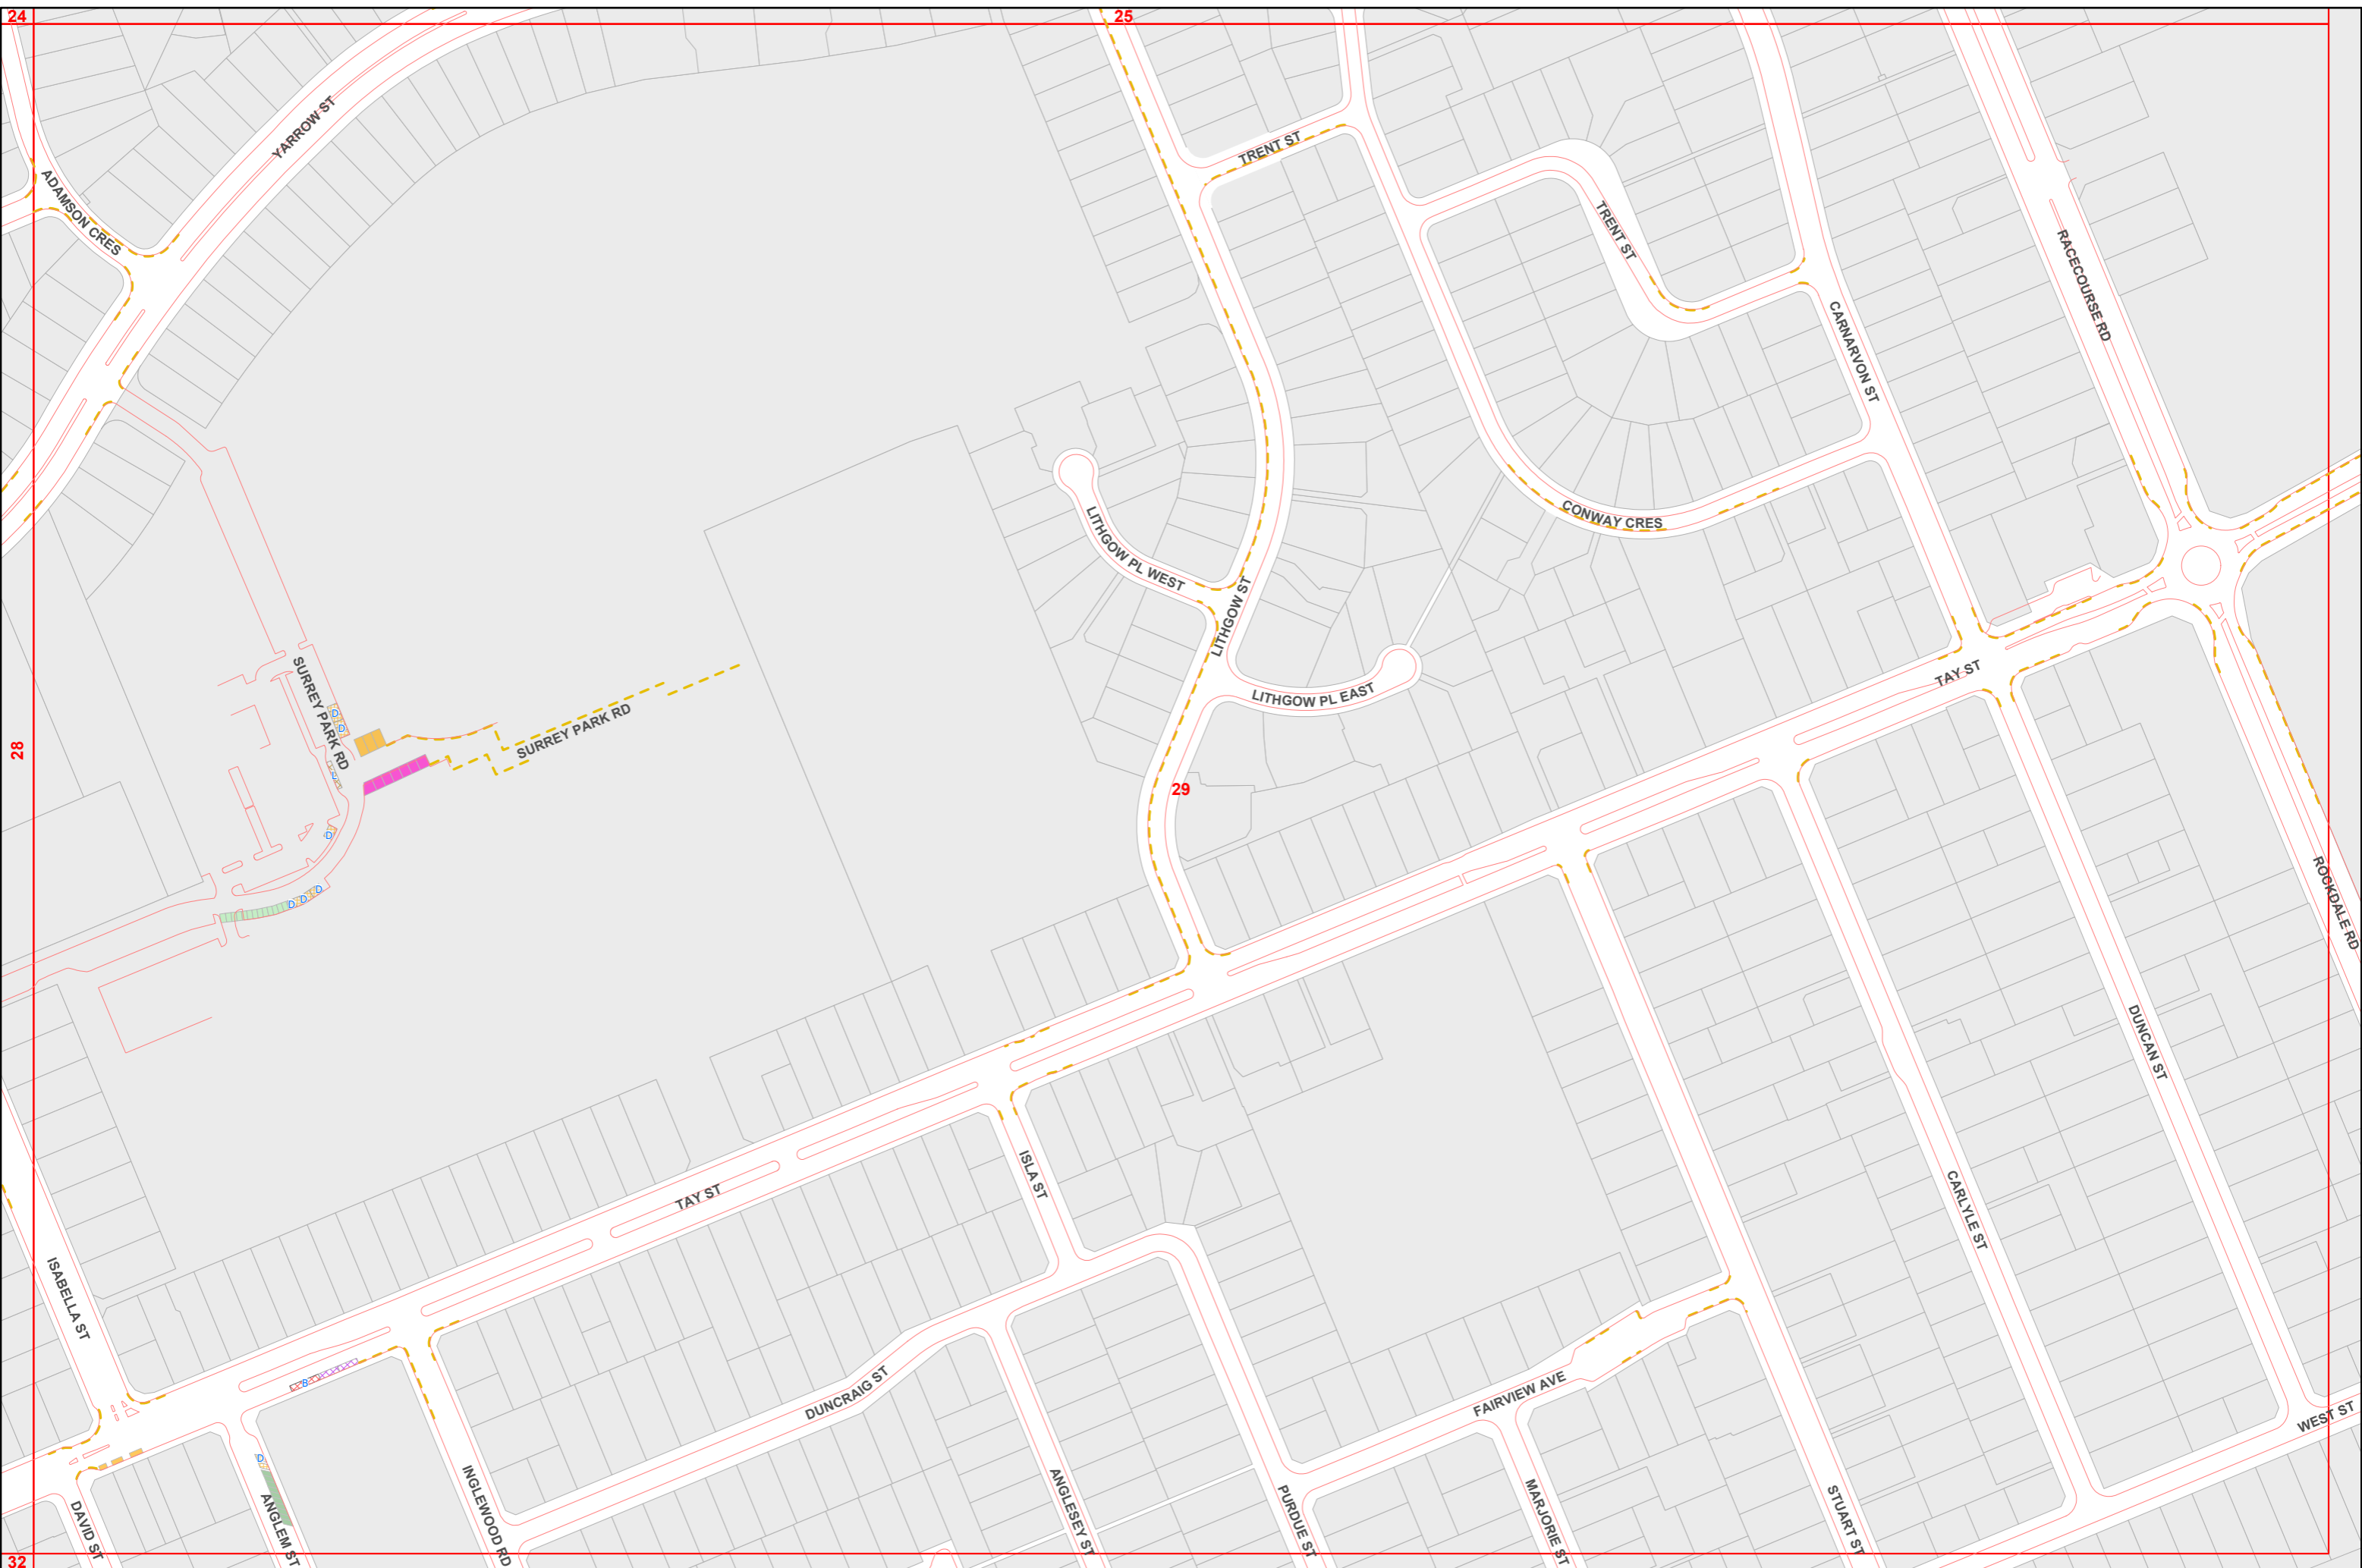 24
25
YARROW ST
TRENT ST
ADAMSON CRES
TRENT ST
RACECOURSE RD
CARNARVON ST
CONWAY CRES
LITHGOW PL WEST
LITHGOW ST
LITHGOW PL EAST
TAY ST
SURREY PARK RD
D
D
SURREY PARK RD
28
L
29
D
D
D
D
ROCKDALE RD
DUNCAN ST
ISLA ST
TAY ST
CARLYLE ST
ISABELLA ST
B
DUNCRAIG ST
FAIRVIEW AVE
WEST ST
D
INGLEWOOD RD
ANGLESEY ST
PURDUE ST
MARJORIE ST
STUART ST
ANGLEM ST
DAVID ST
32